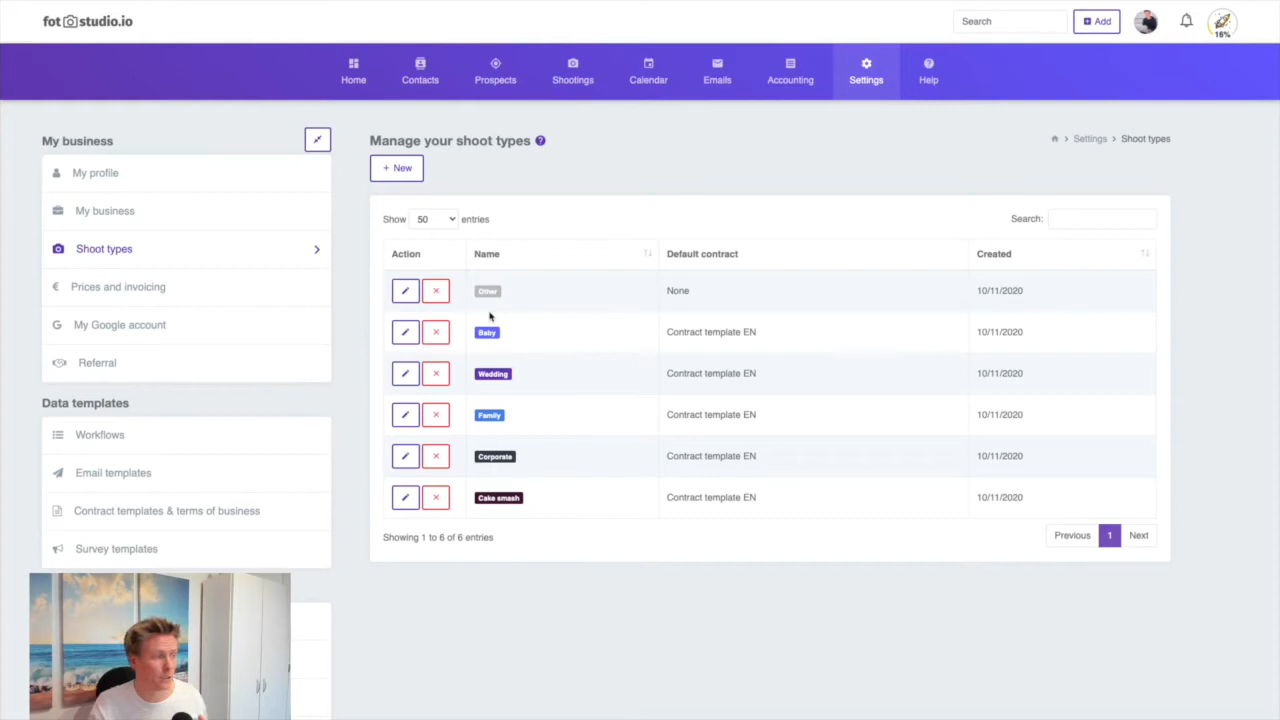 fotstudio.io
Search
Add
16%
Home
Contacts
Prospects
Shootings
Calendar
Emails
Accounting
Settings
Help
My business
My profile
My business
Shoot types
Prices and invoicing
My Google account
Referral
Data templates
Workflows
Email templates
Contract templates & terms of business
Survey templates
Manage your shoot types
Settings > Shoot types
+ New
Show 50 entries
Search:
Action Name Default contract Created
Other None 10/11/2020
Baby Contract template EN 10/11/2020
Wedding Contract template EN 10/11/2020
Family Contract template EN 10/11/2020
Corporate Contract template EN 10/11/2020
Cake smash Contract template EN 10/11/2020
Showing 1 to 6 of 6 entries
Previous 1 Next